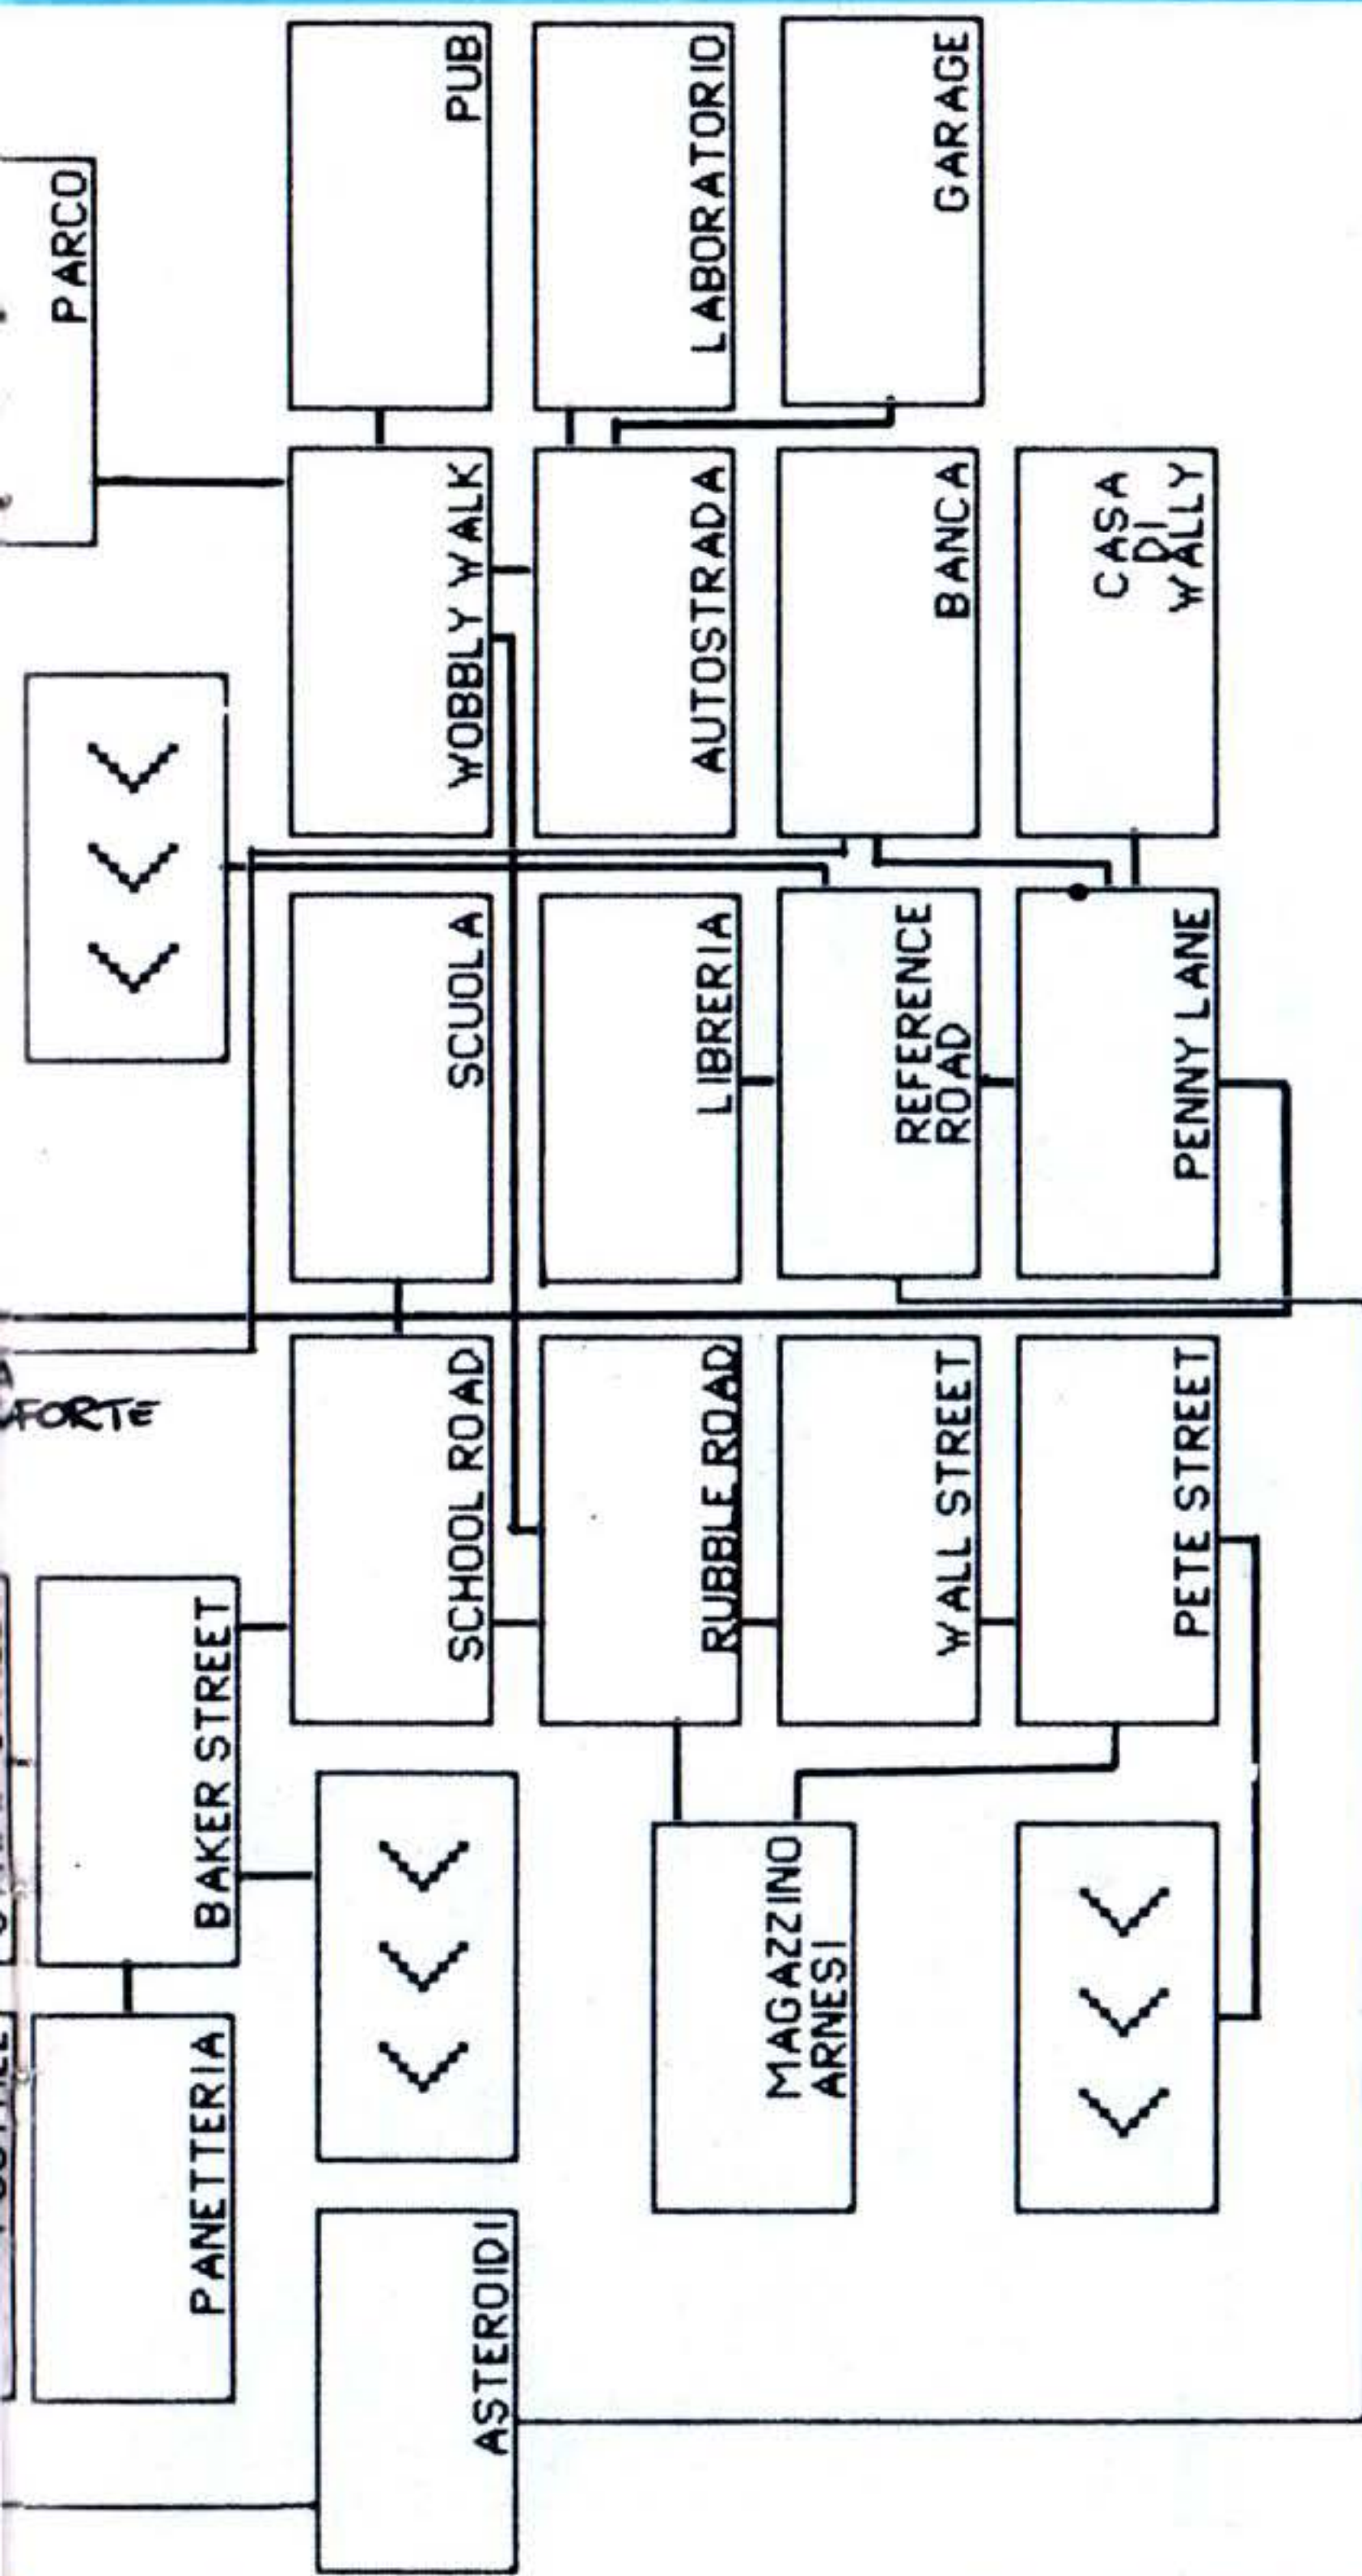 PARCO
FORTE
PANETTERIA
BAKER STREET
ASTEROIDI
SCHOOL ROAD
SCUOLA
WOBBLY WALK
PUB
RUBBLE ROAD
LIBRERIA
AUTOSTRADA
LABORATORIO
MAGAZZINO
ARNESI
WALL STREET
REFERENCE
ROAD
BANCA
GARAGE
PETE STREET
PENNY LANE
CASA
DI
WALLY